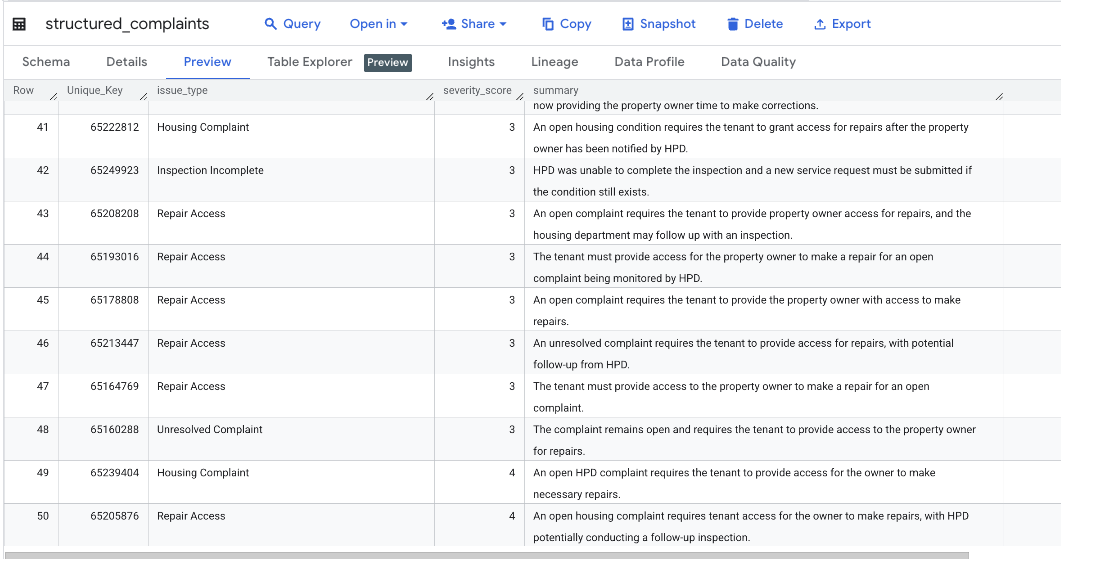 structured_complaints Query Open in Share Copy Snapshot Delete Export
Schema Details Preview Table Explorer Preview Insights Lineage Data Profile Data Quality
Row Unique_Key issue_type severity_score summary
now providing the property owner time to make corrections.
41 65222812 Housing Complaint 3 An open housing condition requires the tenant to grant access for repairs after the property
owner has been notified by HPD.
42 65249923 Inspection Incomplete 3 HPD was unable to complete the inspection and a new service request must be submitted if
the condition still exists.
43 65208208 Repair Access 3 An open complaint requires the tenant to provide property owner access for repairs, and the
housing department may follow up with an inspection.
44 65193016 Repair Access 3 The tenant must provide access for the property owner to make a repair for an open
complaint being monitored by HPD.
45 65178808 Repair Access 3 An open complaint requires the tenant to provide the property owner with access to make
repairs.
46 65213447 Repair Access 3 An unresolved complaint requires the tenant to provide access for repairs, with potential
follow-up from HPD.
47 65164769 Repair Access 3 The tenant must provide access to the property owner to make a repair for an open
complaint.
48 65160288 Unresolved Complaint 3 The complaint remains open and requires the tenant to provide access to the property owner
for repairs.
49 65239404 Housing Complaint 4 An open HPD complaint requires the tenant to provide access for the owner to make
necessary repairs.
50 65205876 Repair Access 4 An open housing complaint requires tenant access for the owner to make repairs, with HPD
potentially conducting a follow-up inspection.